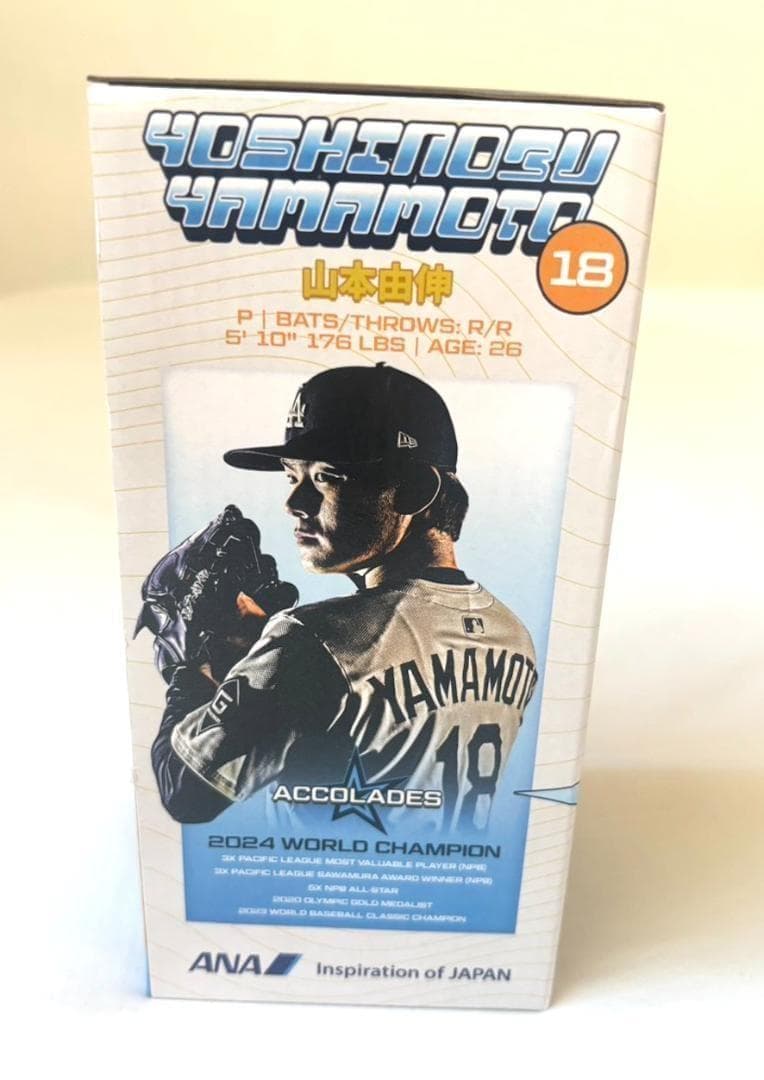 YOSHINOBU
YAMAMOTO
18
山本由伸
P | BATS/THROWS: R/R
5' 10" 176 LBS | AGE: 26
LA
YAMAMOTO
18
G
ACCOLADES
2024 WORLD CHAMPION
3X PACIFIC LEAGUE MOST VALUABLE PLAYER (NPB)
3X PACIFIC LEAGUE SAWAMURA AWARD WINNER (NPB)
5X NPB ALL-STAR
2020 OLYMPIC GOLD MEDALIST
2023 WORLD BASEBALL CLASSIC CHAMPION
ANA Inspiration of JAPAN